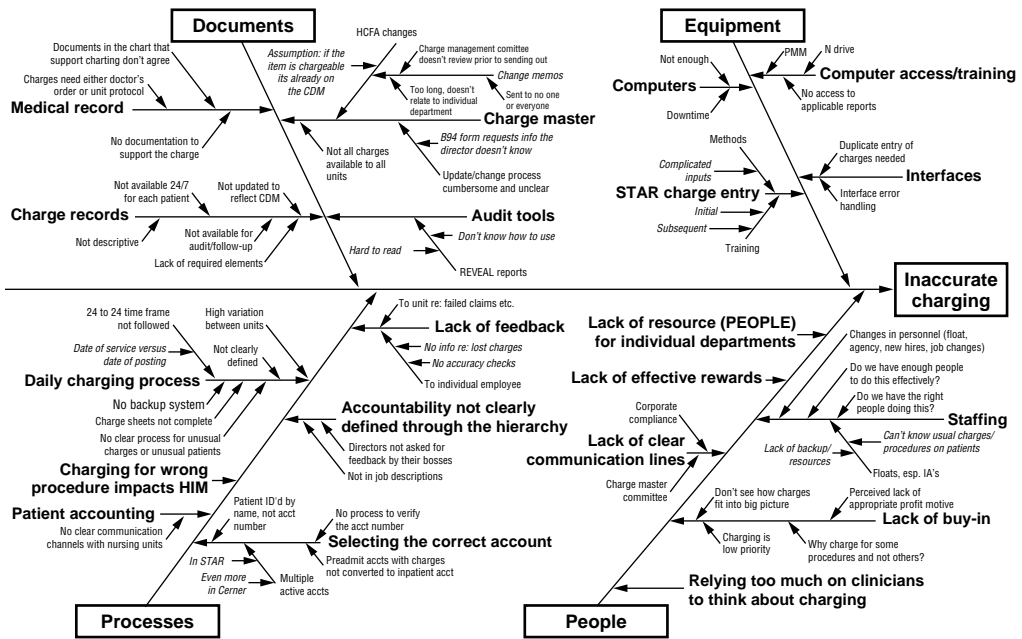 Documents
Equipment
Documents in the chart that
support charting don't agree
Charges need either doctor's
order or unit protocol
Medical record
No documentation to
support the charge
HCFA changes
Assumption: if the
item is chargeable
its already on
the CDM
Charge management comittee
doesn't review prior to sending out
Change memos
Too long, doesn't
relate to individual
department
Sent to no one
or everyone
Charge master
Not all charges
available to all
units
B94 form requests info the
director doesn't know
Update/change process
cumbersome and unclear
Not available 24/7
for each patient
Not updated to
reflect CDM
Charge records
Not descriptive
Not available for
audit/follow-up
Lack of required elements
Audit tools
Don't know how to use
Hard to read
REVEAL reports
Not enough
Computers
Downtime
PMM
N drive
Computer access/training
No access to
applicable reports
Methods
Complicated
inputs
STAR charge entry
Initial
Subsequent
Training
Duplicate entry of
charges needed
Interfaces
Interface error
handling
Inaccurate
charging
24 to 24 time frame
not followed
High variation
between units
Date of service versus
date of posting
Not clearly
defined
Daily charging process
No backup system
Charge sheets not complete
No clear process for unusual
charges or unusual patients
To unit re: failed claims etc.
Lack of feedback
No info re: lost charges
No accuracy checks
To individual employee
Accountability not clearly
defined through the hierarchy
Directors not asked for
feedback by their bosses
Not in job descriptions
Charging for wrong
procedure impacts HIM
Patient accounting
No clear communication
channels with nursing units
Patient ID'd by
name, not acct
number
No process to verify
the acct number
Selecting the correct account
In STAR
Even more
in Cerner
Multiple
active accts
Preadmit accts with charges
not converted to inpatient acct
Lack of resource (PEOPLE)
for individual departments
Lack of effective rewards
Changes in personnel (float,
agency, new hires, job changes)
Do we have enough people
to do this effectively?
Do we have the right
people doing this?
Staffing
Can't know usual charges/
procedures on patients
Lack of backup/
resources
Floats, esp. IA's
Corporate
compliance
Lack of clear
communication lines
Charge master
committee
Don't see how charges
fit into big picture
Perceived lack of
appropriate profit motive
Lack of buy-in
Charging is
low priority
Why charge for some
procedures and not others?
Relying too much on clinicians
to think about charging
Processes
People